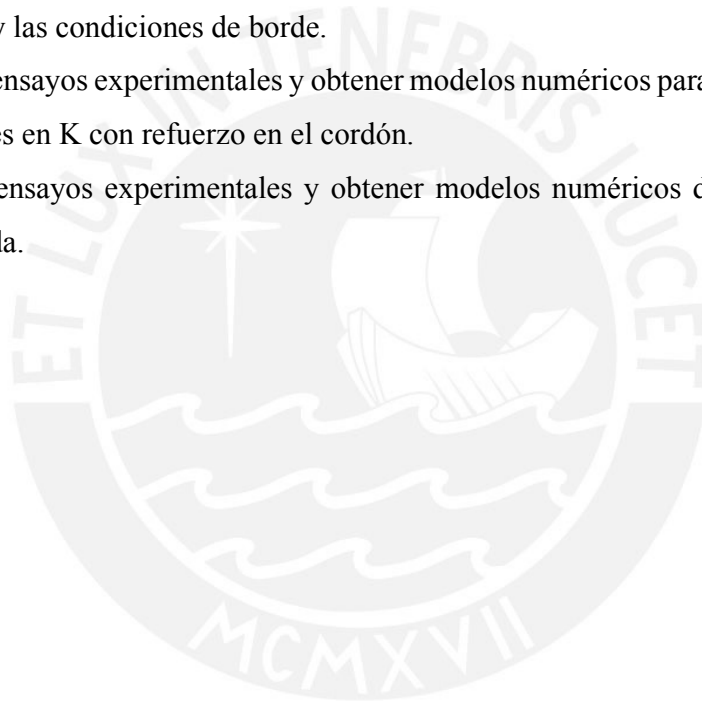 y las condiciones de borde.
ensayos experimentales y obtener modelos numéricos para
es en K con refuerzo en el cordón.
ensayos experimentales y obtener modelos numéricos d
la.
ET LUX IN TENEBRIS LUCET
MCMXVII